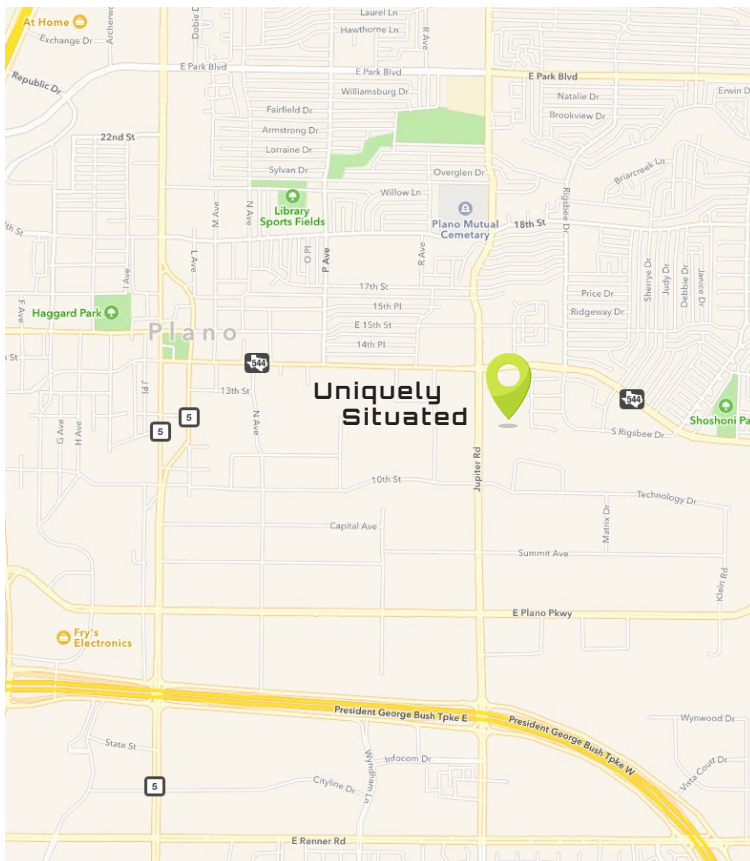 Laurel Ln
At Home
Archerwo
Dobie D
R Ave
Hawthorne Ln
Exchange Dr
E Park Blvd
E Park Blvd
E Park Blvd
Republic Dr
Williamsburg Dr
Natalie Dr
Erwin D
Fairfield Dr
Brookview Dr
Armstrong Dr
22nd St
Lorraine Dr
Sylvan Dr
Overglen Dr
Briarcreek Ln
Willow Ln
Rigsbee Dr
Library
Sports Fields
M Ave
N Ave
Plano Mutual
Cemetary
18th St
th St
L Ave
O Pl
P Ave
R Ave
Sherrye Dr
Judy Dr
Debbie Dr
Janice Dr
I Ave
17th St
Price Dr
F Ave
Haggard Park
15th Pl
Ridgeway Dr
Plano
E 15th St
14th Pl
h St
544
Uniquely
Situated
J Pl
13th St
544
5
5
N Ave
Shoshoni Pa
G Ave
H Ave
S Rigsbee Dr
Jupiter Rd
10th St
Technology Dr
Matrix Dr
Capital Ave
Summit Ave
Klein Rd
E Plano Pkwy
Fry's
Electronics
President George Bush Tpke E
President George Bush Tpke W
Wynwood Dr
State St
Wyndham Ln
Infocom Dr
Vista Court Dr
5
Cityline Dr
E Renner Rd